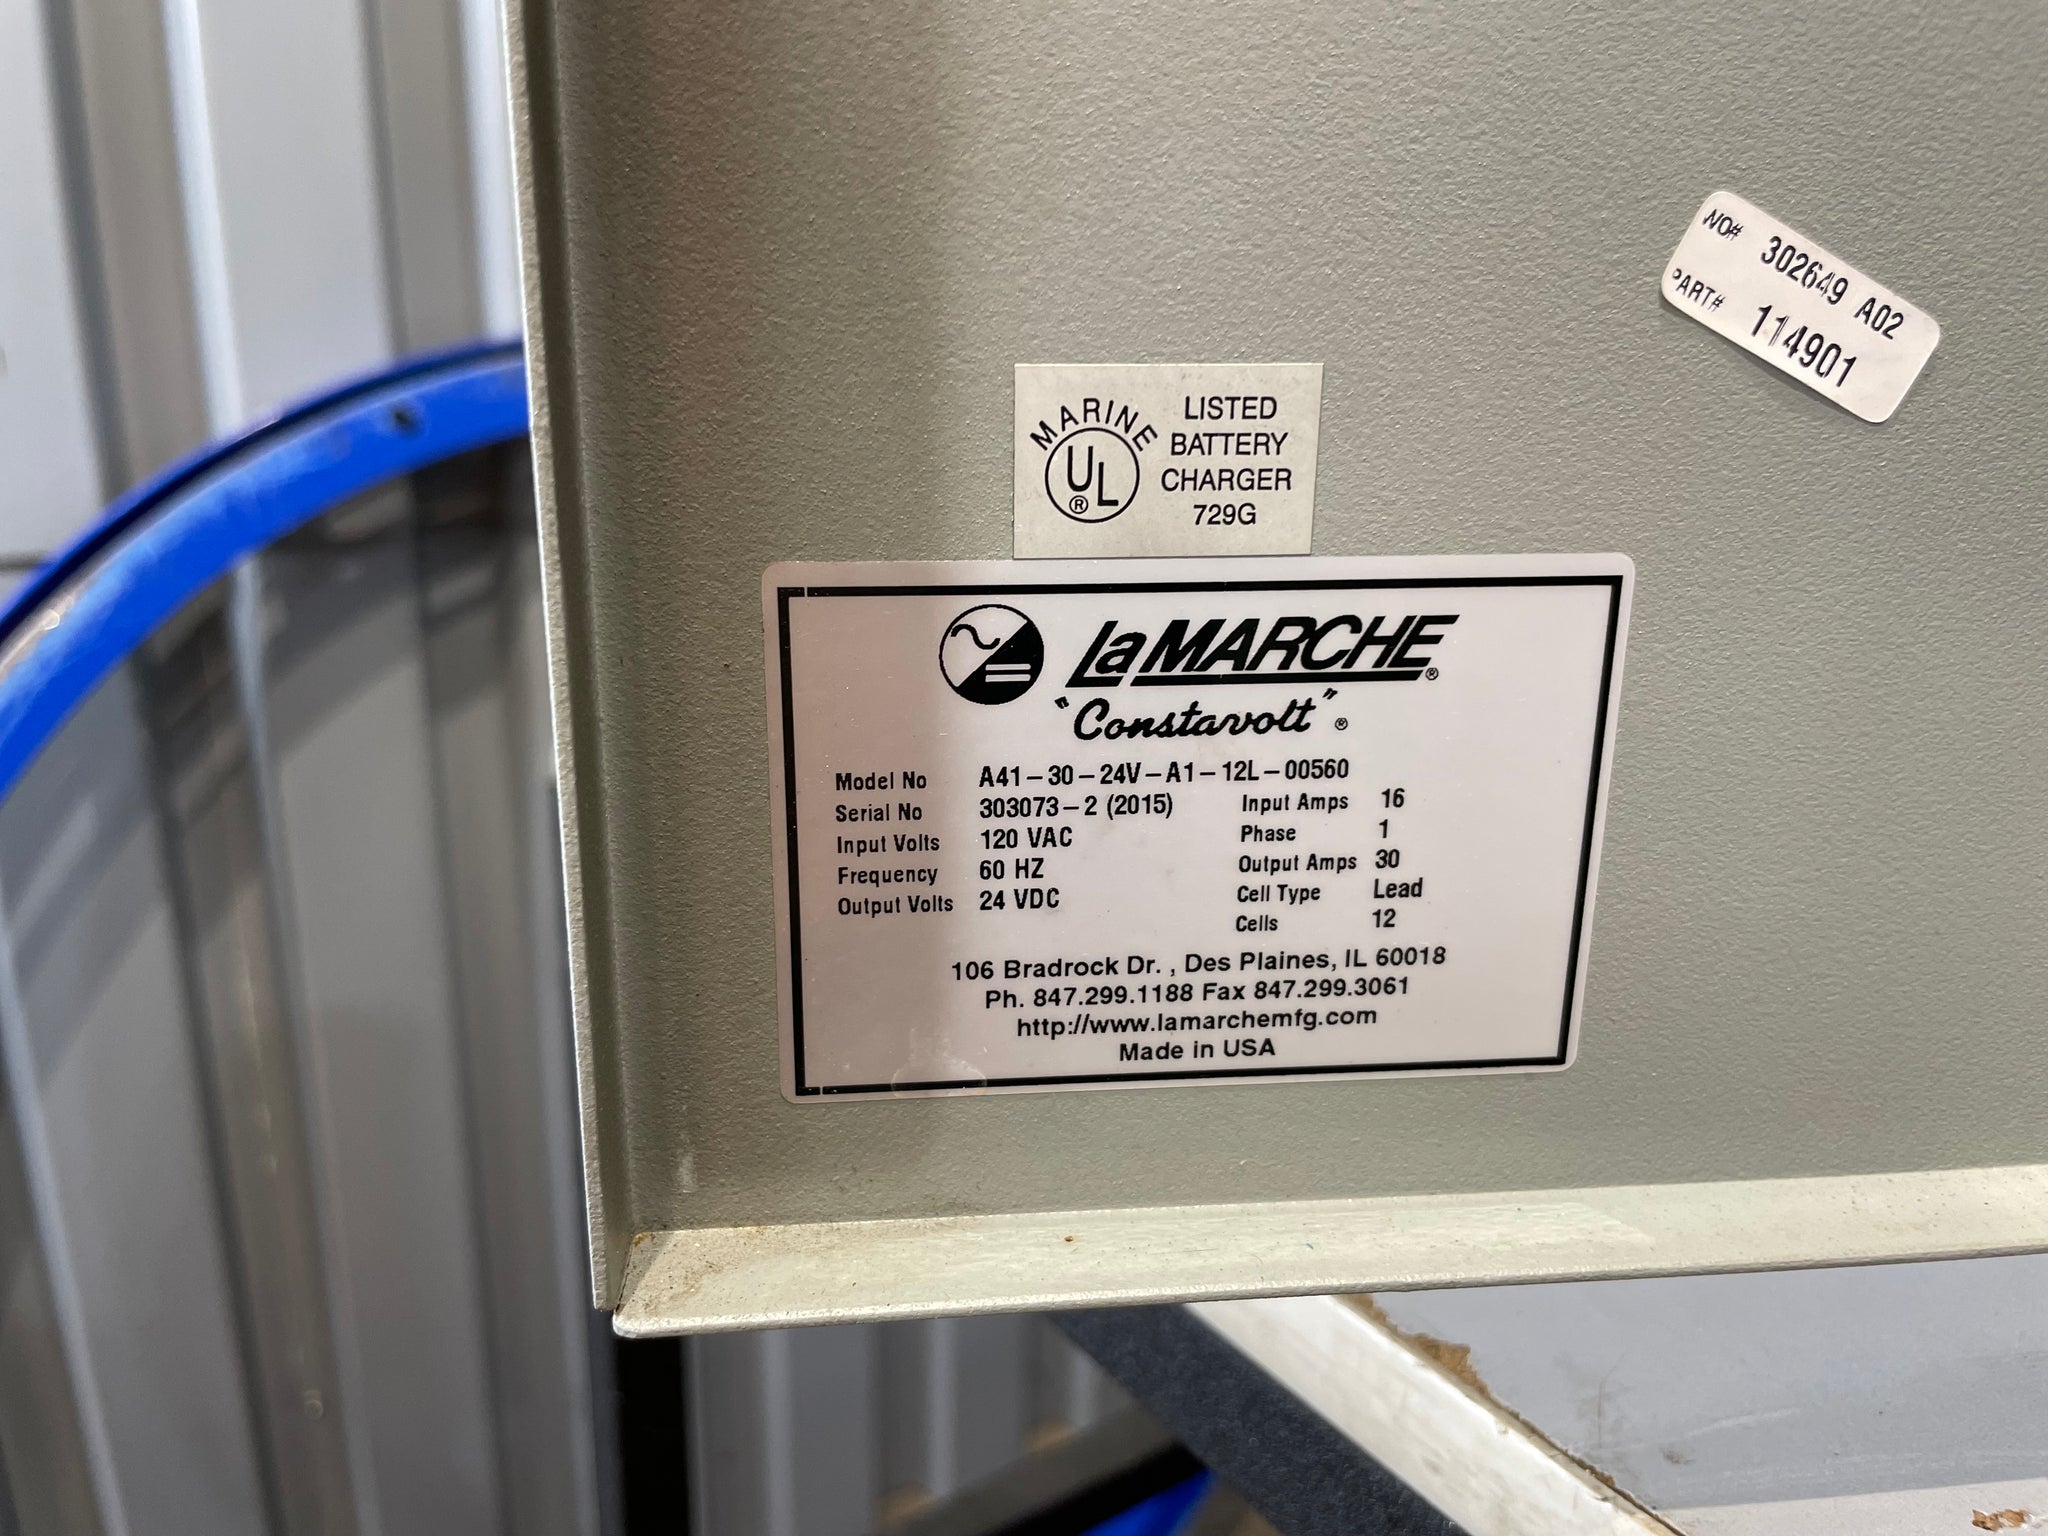 WO# 302649 A02
PART# 114901
MARINE
UL®
LISTED
BATTERY
CHARGER
729G
LaMARCHE®
"Constavolt"®
Model No A41-30-24V-A1-12L-00560
Serial No 303073-2 (2015) Input Amps 16
Input Volts 120 VAC Phase 1
Frequency 60 HZ Output Amps 30
Output Volts 24 VDC Cell Type Lead
Cells 12
106 Bradrock Dr. , Des Plaines, IL 60018
Ph. 847.299.1188 Fax 847.299.3061
http://www.lamarchemfg.com
Made in USA